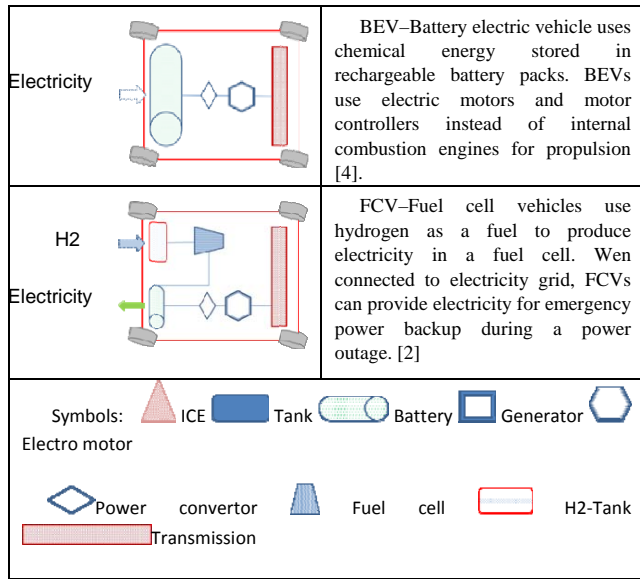 Electricity
BEV–Battery electric vehicle uses
chemical energy stored in
rechargeable battery packs. BEVs
use electric motors and motor
controllers instead of internal
combustion engines for propulsion
[4].
H2
Electricity
FCV–Fuel cell vehicles use
hydrogen as a fuel to produce
electricity in a fuel cell. Wen
connected to electricity grid, FCVs
can provide electricity for emergency
power backup during a power
outage. [2]
Symbols: ICE Tank Battery Generator
Electro motor
Power convertor Fuel cell H2-Tank
Transmission